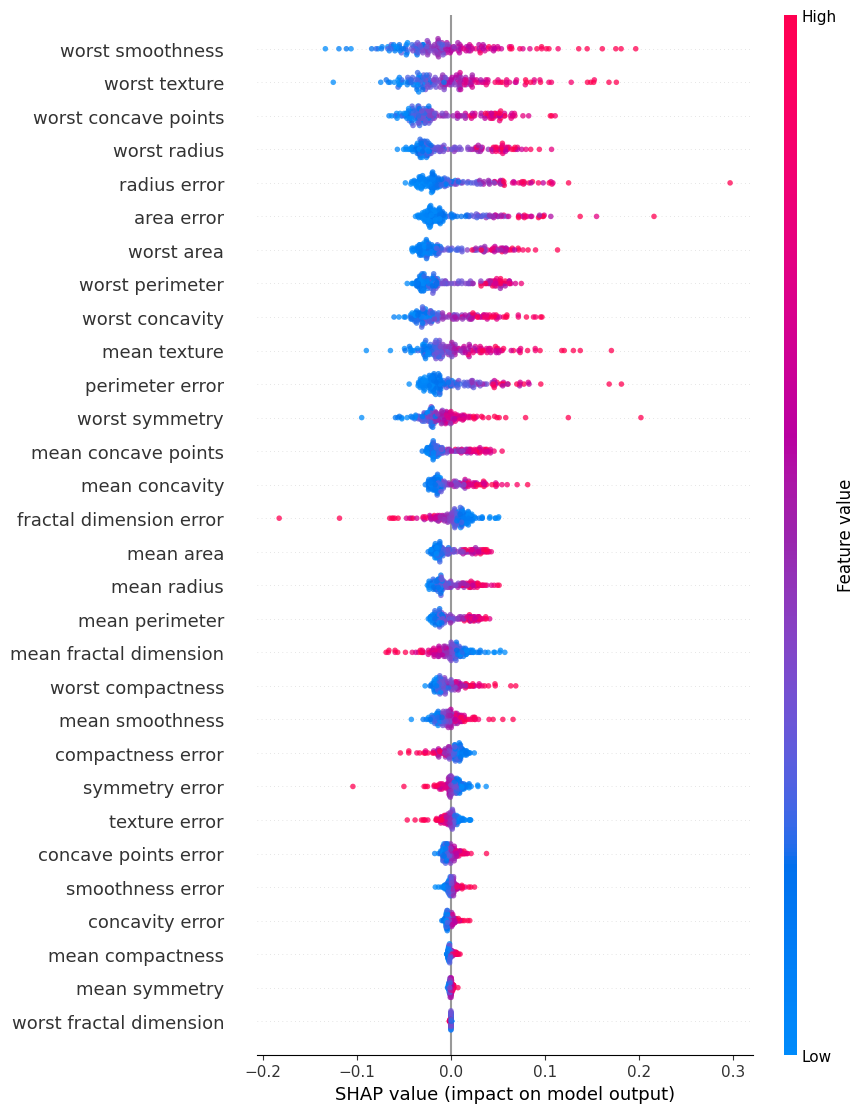 High
worst smoothness
worst texture
worst concave points
worst radius
radius error
area error
worst area
worst perimeter
worst concavity
mean texture
perimeter error
worst symmetry
mean concave points
mean concavity
fractal dimension error
mean area
mean radius
mean perimeter
mean fractal dimension
worst compactness
mean smoothness
compactness error
symmetry error
texture error
concave points error
smoothness error
concavity error
mean compactness
mean symmetry
worst fractal dimension
Feature value
Low
−0.2 −0.1 0.0 0.1 0.2 0.3
SHAP value (impact on model output)